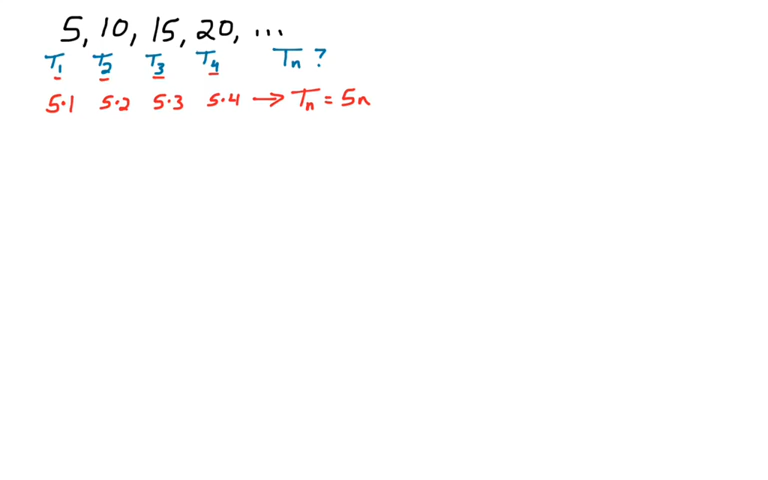 5, 10, 15, 20, ...
T₁ T₂ T₃ T₄ Tₙ ?
5·1 5·2 5·3 5·4 → Tₙ = 5n